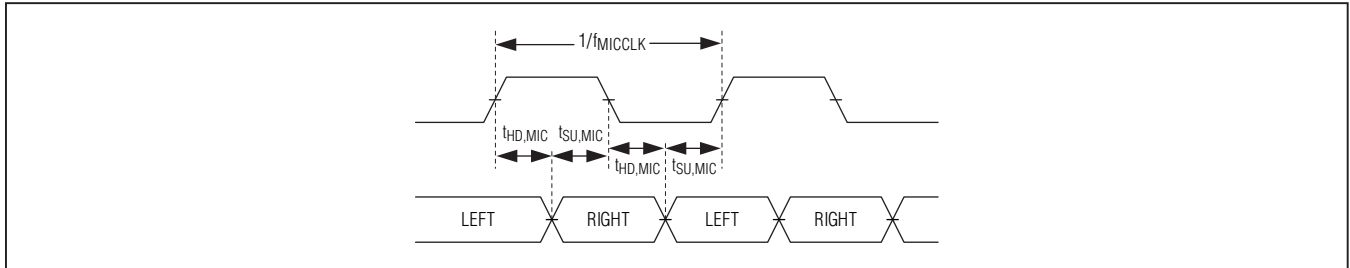 1/fMICCLK
tHD,MIC tSU,MIC
tHD,MIC tSU,MIC
LEFT RIGHT LEFT RIGHT